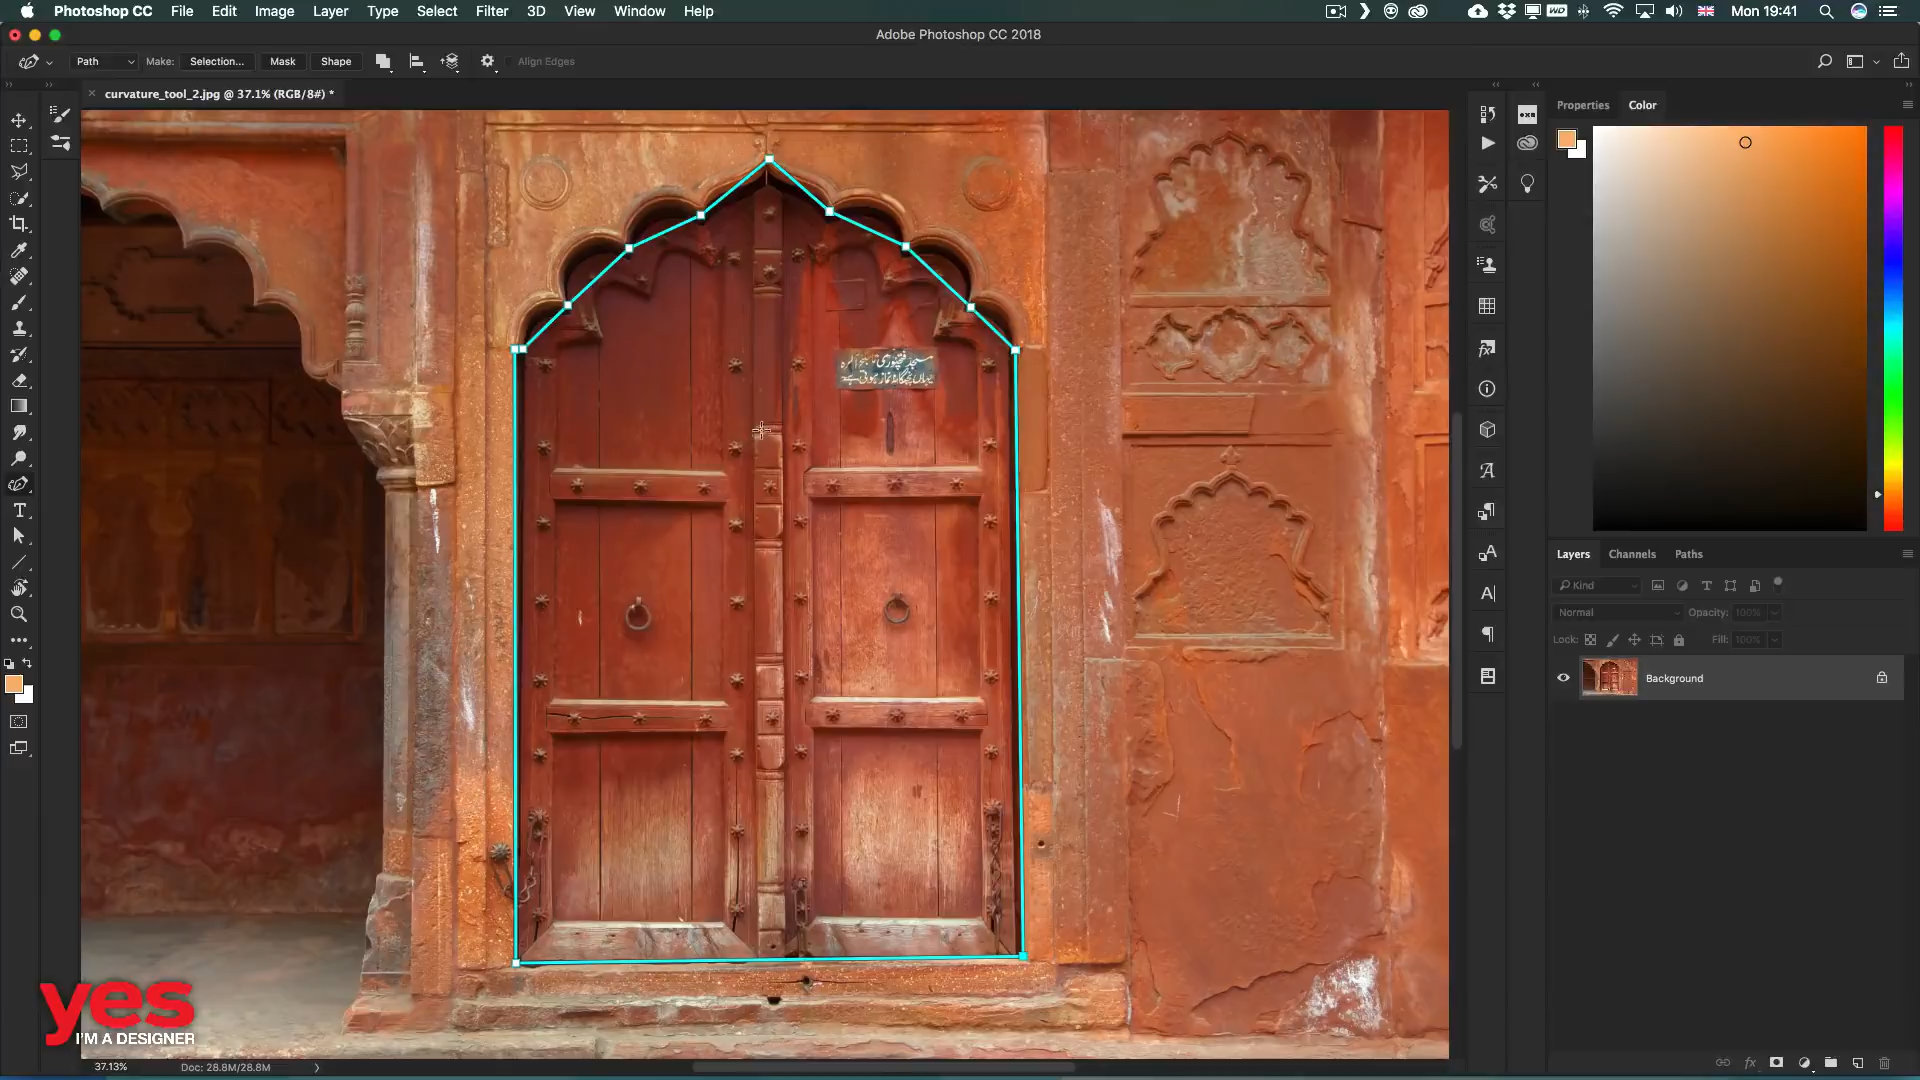 Photoshop CC File Edit Image Layer Type Select Filter 3D View Window Help Mon 19:41
Adobe Photoshop CC 2018
Path Make: Selection... Mask Shape Align Edges
curvature_tool_2.jpg @ 37.1% (RGB/8#) *
Properties Color
Layers Channels Paths
Kind
Normal Opacity: 100%
Lock: Fill: 100%
Background
yes
I'M A DESIGNER
37.13% Doc: 28.8M/28.8M